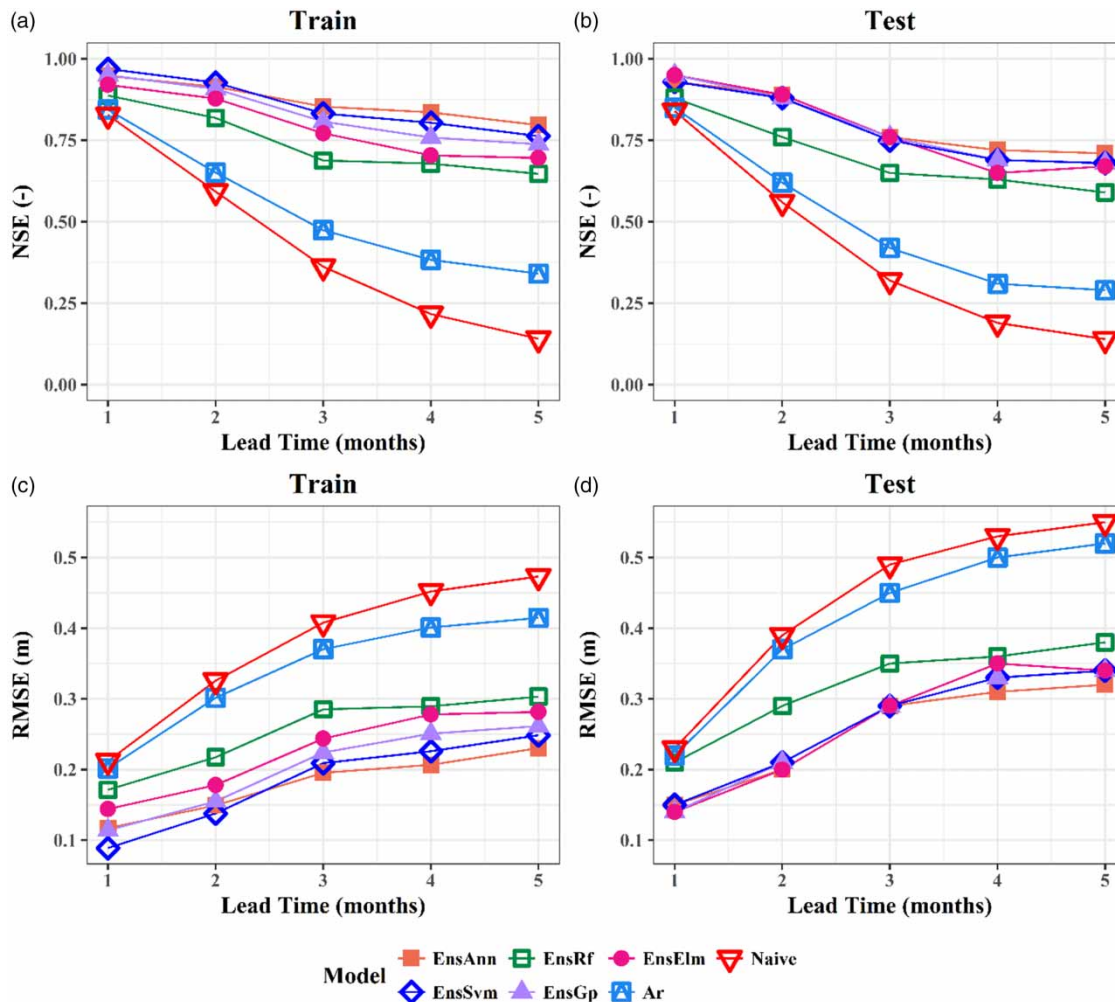 (a) Train
(b) Test
1.00
0.75
0.50
0.25
0.00
NSE (-)
1 2 3 4 5
Lead Time (months)
1.00
0.75
0.50
0.25
0.00
NSE (-)
1 2 3 4 5
Lead Time (months)
(c) Train
(d) Test
0.5
0.4
0.3
0.2
0.1
RMSE (m)
1 2 3 4 5
Lead Time (months)
0.5
0.4
0.3
0.2
0.1
RMSE (m)
1 2 3 4 5
Lead Time (months)
Model
EnsAnn EnsRf EnsElm Naive
EnsSvm EnsGp Ar